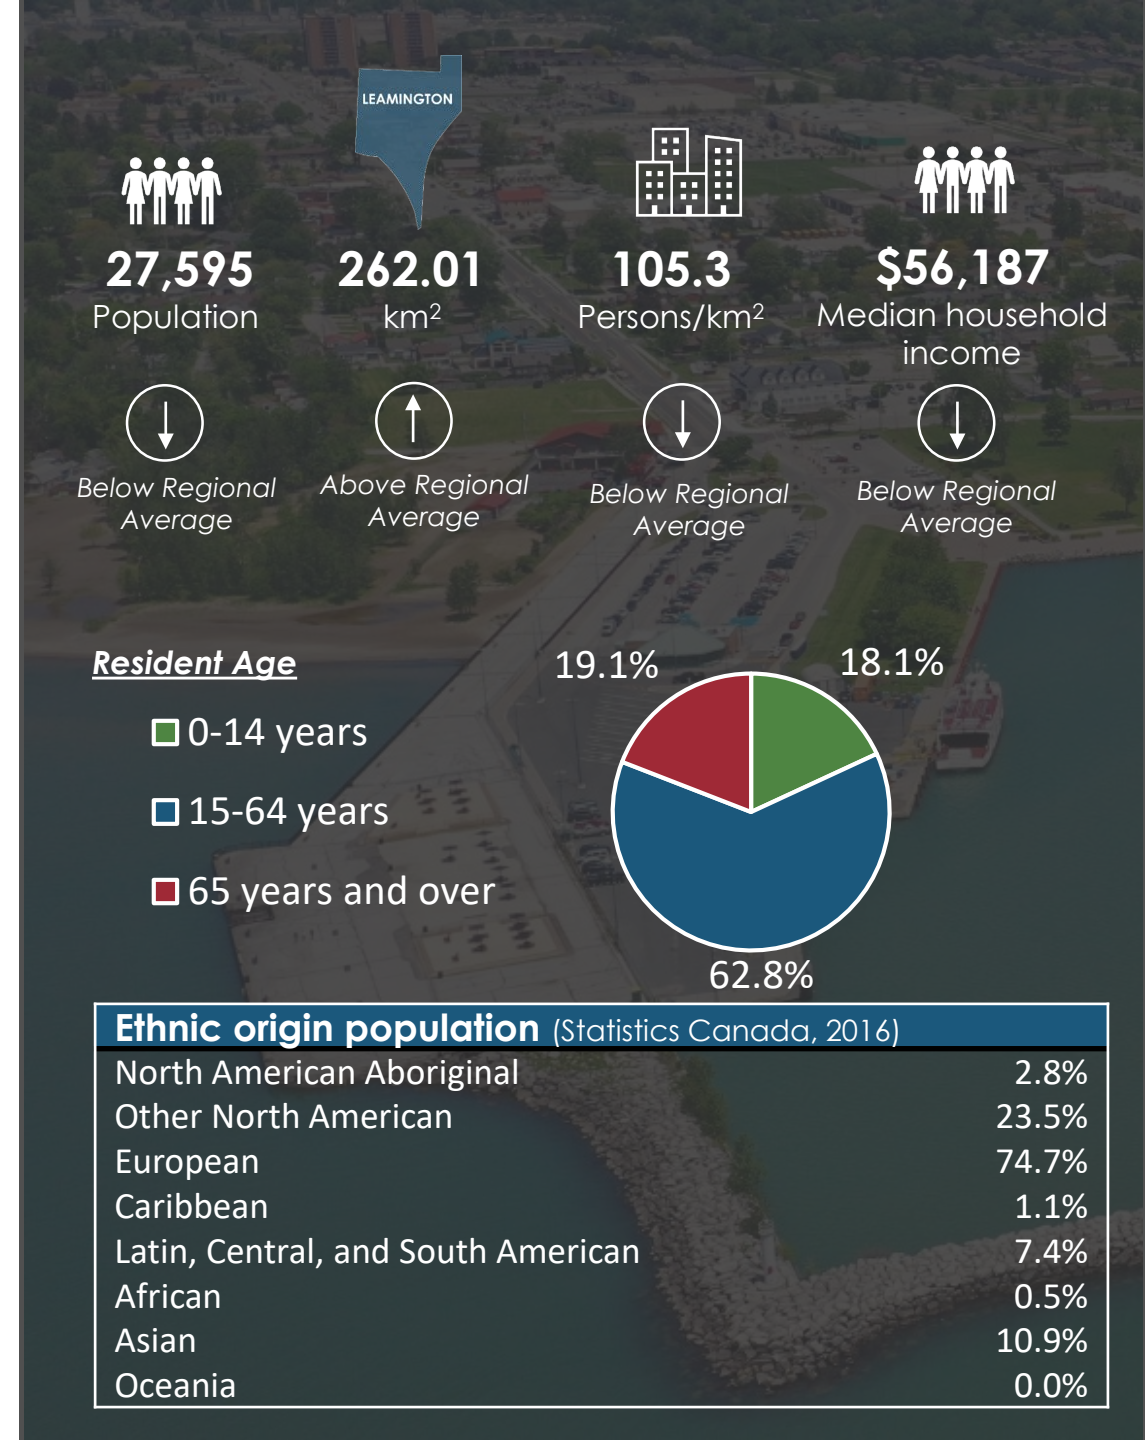 LEAMINGTON
27,595
Population
262.01
km²
105.3
Persons/km²
$56,187
Median household
income
Below Regional
Average
Above Regional
Average
Below Regional
Average
Below Regional
Average
Resident Age
0-14 years
15-64 years
65 years and over
19.1%
18.1%
62.8%
Ethnic origin population (Statistics Canada, 2016)
North American Aboriginal 2.8%
Other North American 23.5%
European 74.7%
Caribbean 1.1%
Latin, Central, and South American 7.4%
African 0.5%
Asian 10.9%
Oceania 0.0%